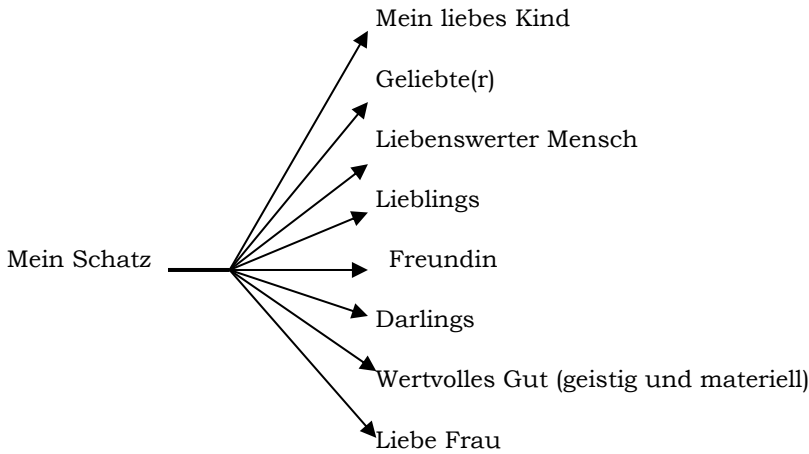 Mein liebes Kind
Geliebte(r)
Liebenswerter Mensch
Lieblings
Mein Schatz
Freundin
Darlings
Wertvolles Gut (geistig und materiell)
Liebe Frau